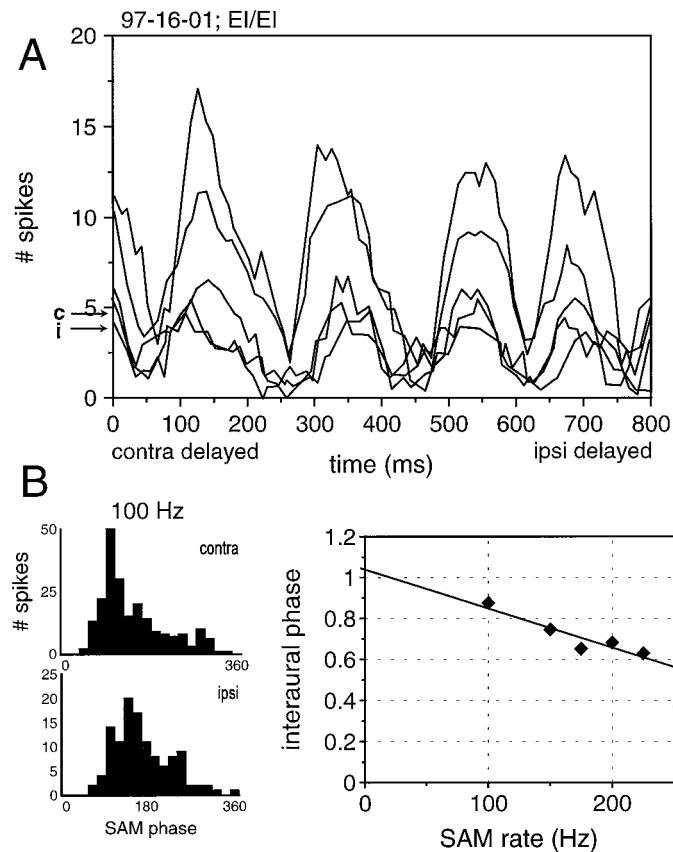 97-16-01; EI/EI
A
20
15
10
5
0
# spikes
c
i
0 100 200 300 400 500 600 700 800
contra delayed time (ms) ipsi delayed
B
100 Hz
50
25
0
# spikes
contra
0 360
25
20
15
10
5
0
ipsi
0 180 360
SAM phase
1.2
1
0.8
0.6
0.4
0.2
0
interaural phase
0 100 200
SAM rate (Hz)